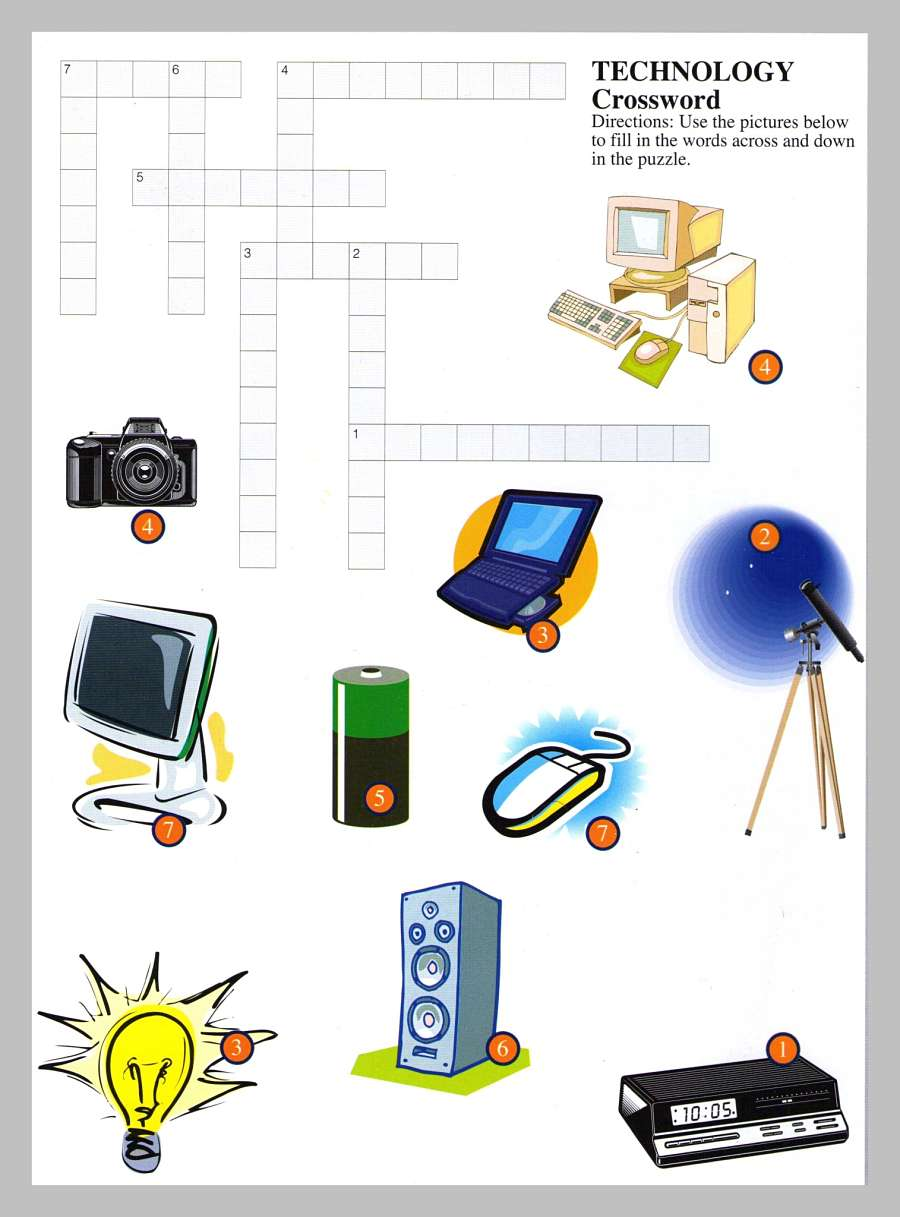 7 6 4
TECHNOLOGY
Crossword
Directions: Use the pictures below
to fill in the words across and down
in the puzzle.
5
3 2
4
1
4
2
3
5
7
7
3
6
1
10:05